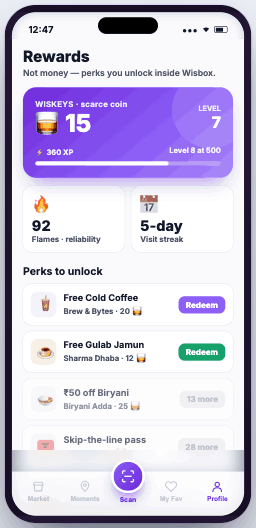 12:47
Rewards
Not money — perks you unlock inside Wisbox.
WISKEYS · scarce coin
15
LEVEL
7
360 XP
Level 8 at 500
92
Flames · reliability
17
5-day
Visit streak
Perks to unlock
Free Cold Coffee
Brew & Bytes · 20
Redeem
Free Gulab Jamun
Sharma Dhaba · 12
Redeem
₹50 off Biryani
Biryani Adda · 25
13 more
Skip-the-line pass
28 more
Market
Moments
Scan
My Fav
Profile